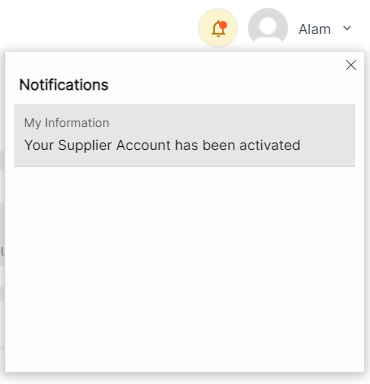 Alam
Notifications
My Information
Your Supplier Account has been activated